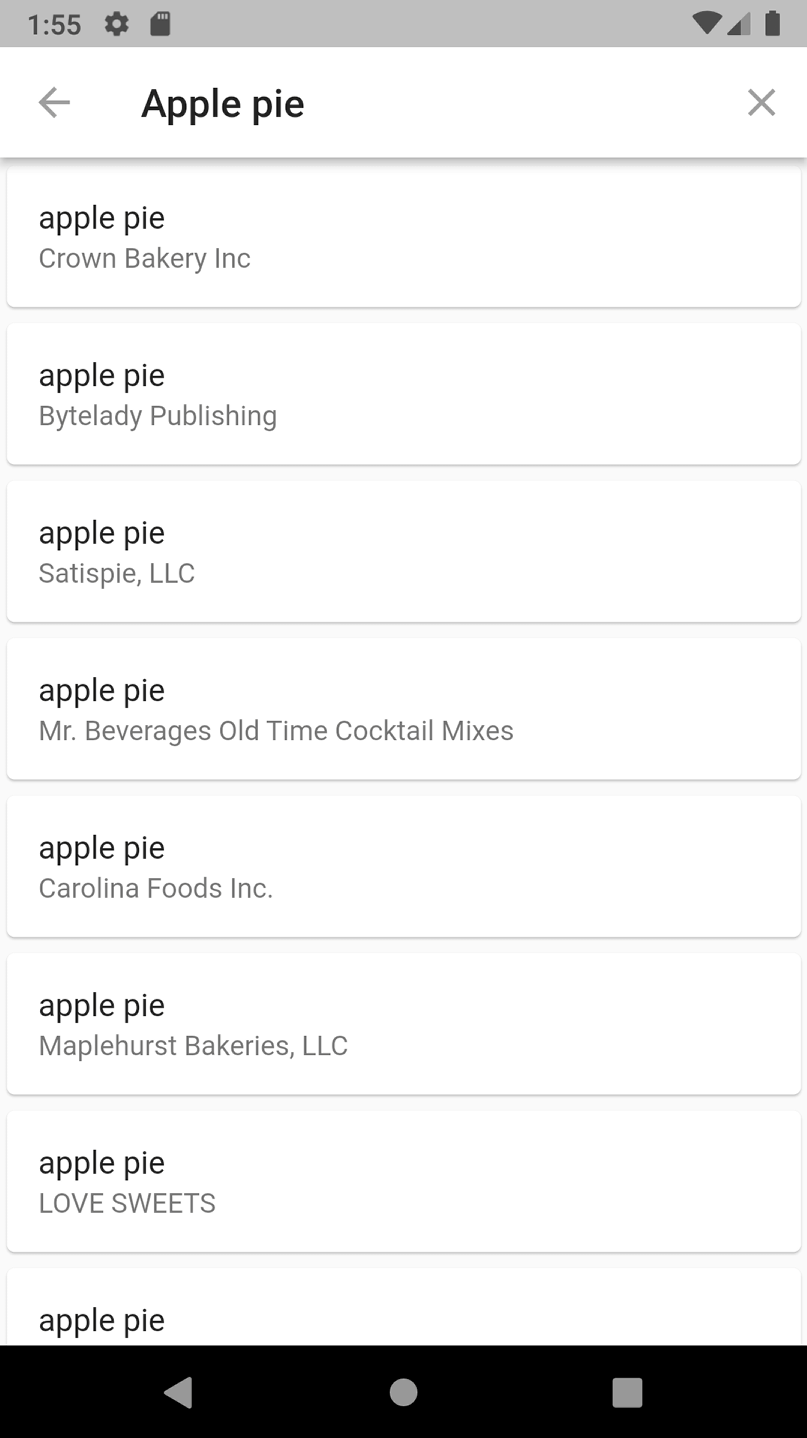 1:55
Apple pie
apple pie
Crown Bakery Inc
apple pie
Bytelady Publishing
apple pie
Satispie, LLC
apple pie
Mr. Beverages Old Time Cocktail Mixes
apple pie
Carolina Foods Inc.
apple pie
Maplehurst Bakeries, LLC
apple pie
LOVE SWEETS
apple pie